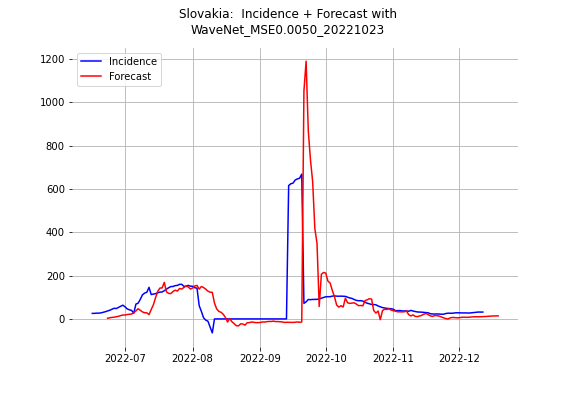 Slovakia:  Incidence + Forecast with
WaveNet_MSE0.0050_20221023
Incidence
Forecast
1200
1000
800
600
400
200
0
2022-07 2022-08 2022-09 2022-10 2022-11 2022-12